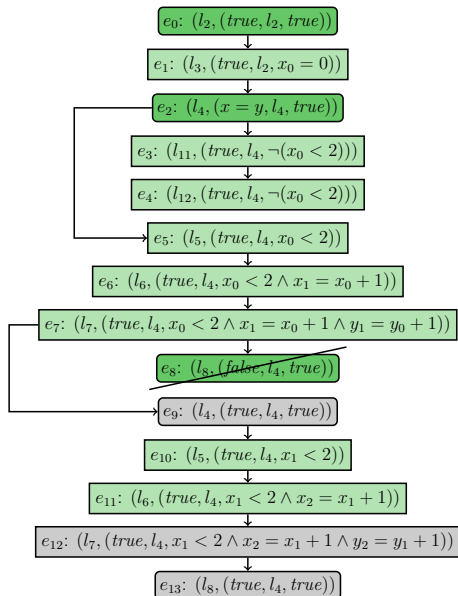 e₀: (l₂, (true, l₂, true))
e₁: (l₃, (true, l₂, x₀ = 0))
e₂: (l₄, (x = y, l₄, true))
e₃: (l₁₁, (true, l₄, ¬(x₀ < 2)))
e₄: (l₁₂, (true, l₄, ¬(x₀ < 2)))
e₅: (l₅, (true, l₄, x₀ < 2))
e₆: (l₆, (true, l₄, x₀ < 2 ∧ x₁ = x₀ + 1))
e₇: (l₇, (true, l₄, x₀ < 2 ∧ x₁ = x₀ + 1 ∧ y₁ = y₀ + 1))
e₈: (l₈, (false, l₄, true))
e₉: (l₄, (true, l₄, true))
e₁₀: (l₅, (true, l₄, x₁ < 2))
e₁₁: (l₆, (true, l₄, x₁ < 2 ∧ x₂ = x₁ + 1))
e₁₂: (l₇, (true, l₄, x₁ < 2 ∧ x₂ = x₁ + 1 ∧ y₂ = y₁ + 1))
e₁₃: (l₈, (true, l₄, true))